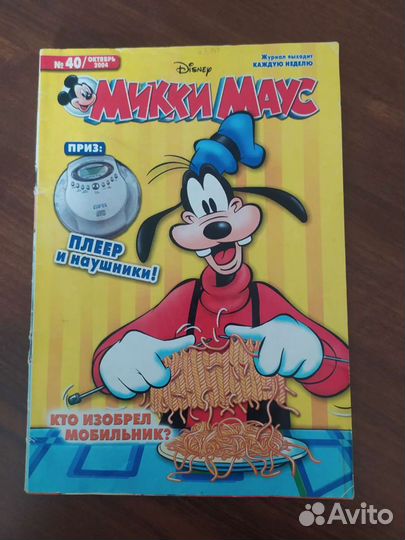 № 40/ОКТЯБРЬ 2004
Disney
Журнал выходит
КАЖДУЮ НЕДЕЛЮ
МИККИ МАУС
ПРИЗ:
ПЛЕЕР
И НАУШНИКИ!
КТО ИЗОБРЕЛ
МОБИЛЬНИК?
Avito